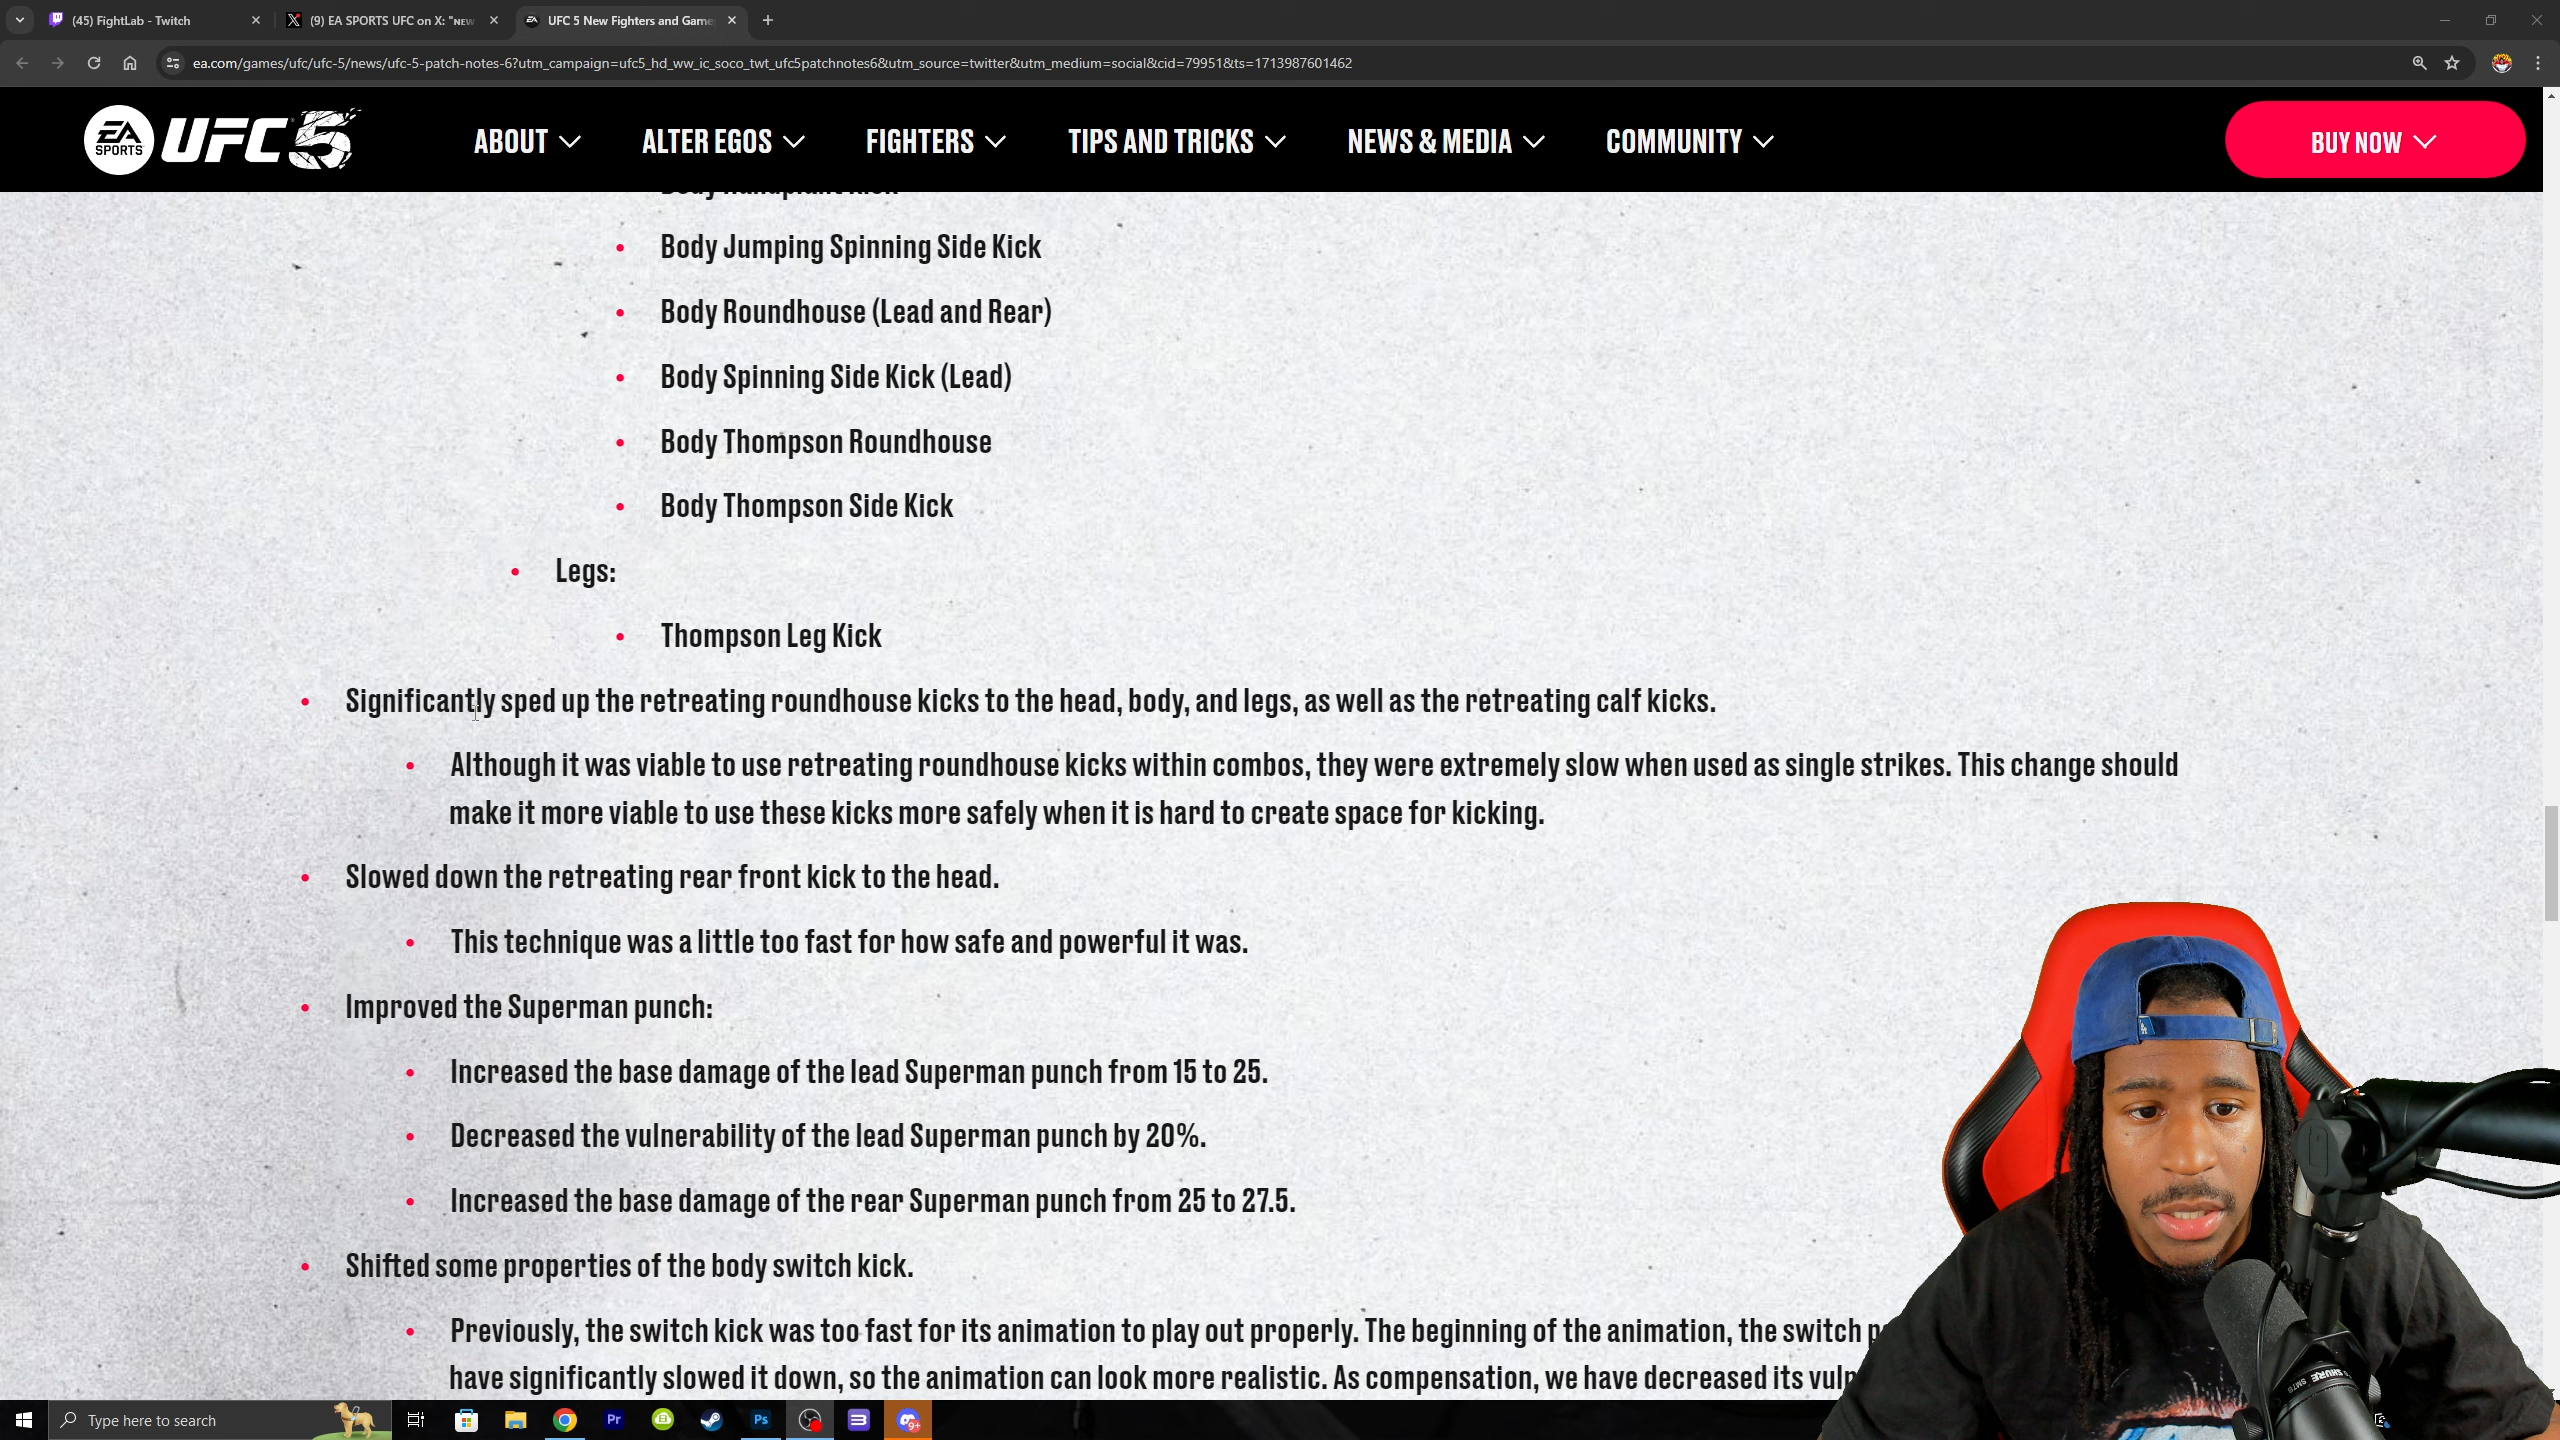 (45) FightLab - Twitch
(9) EA SPORTS UFC on X: "NEW
UFC 5 New Fighters and Game
ea.com/games/ufc/ufc-5/news/ufc-5-patch-notes-6?utm_campaign=ufc5_hd_ww_ic_soco_twt_ufc5patchnotes6&utm_source=twitter&utm_medium=social&cid=79951&ts=1713987601462
EA SPORTS UFC 5
ABOUT
ALTER EGOS
FIGHTERS
TIPS AND TRICKS
NEWS & MEDIA
COMMUNITY
BUY NOW
Body Handplant Kick
Body Jumping Spinning Side Kick
Body Roundhouse (Lead and Rear)
Body Spinning Side Kick (Lead)
Body Thompson Roundhouse
Body Thompson Side Kick
Legs:
Thompson Leg Kick
Significantly sped up the retreating roundhouse kicks to the head, body, and legs, as well as the retreating calf kicks.
Although it was viable to use retreating roundhouse kicks within combos, they were extremely slow when used as single strikes. This change should
make it more viable to use these kicks more safely when it is hard to create space for kicking.
Slowed down the retreating rear front kick to the head.
This technique was a little too fast for how safe and powerful it was.
Improved the Superman punch:
Increased the base damage of the lead Superman punch from 15 to 25.
Decreased the vulnerability of the lead Superman punch by 20%.
Increased the base damage of the rear Superman punch from 25 to 27.5.
Shifted some properties of the body switch kick.
Previously, the switch kick was too fast for its animation to play out properly. The beginning of the animation, the switch
have significantly slowed it down, so the animation can look more realistic. As compensation, we have decreased its
Type here to search
Pr
Ps
9+
SHURE SM7B